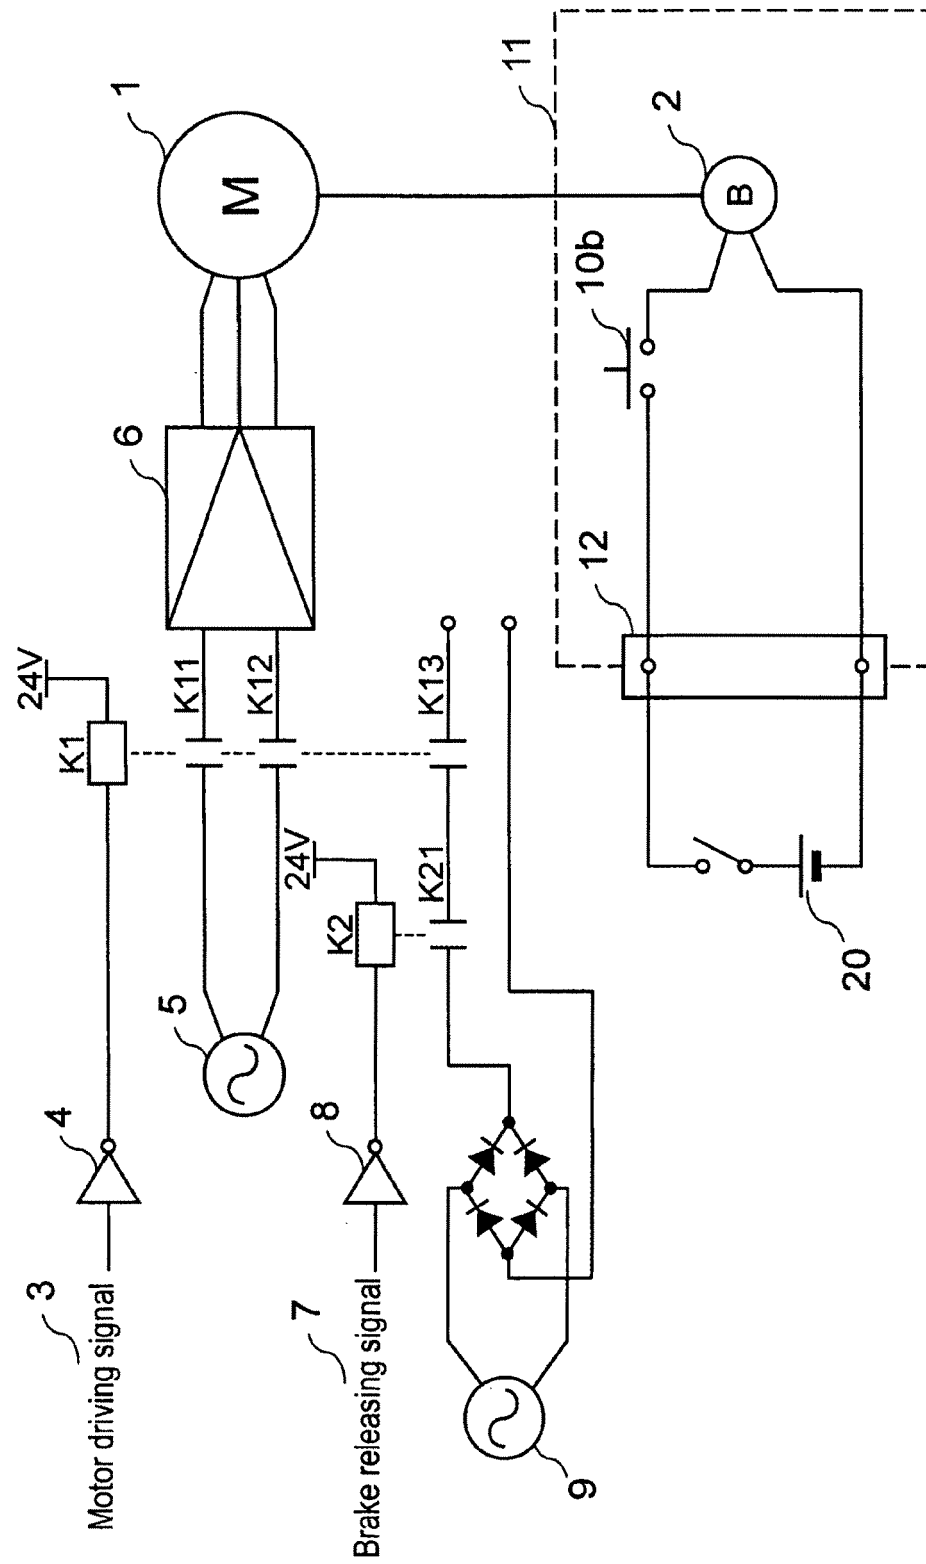 3
Motor driving signal
4
K1
24V
1
5
K11
K12
6
M
7
Brake releasing signal
8
K2
24V
9
K21
K13
11
12
10b
2
B
20